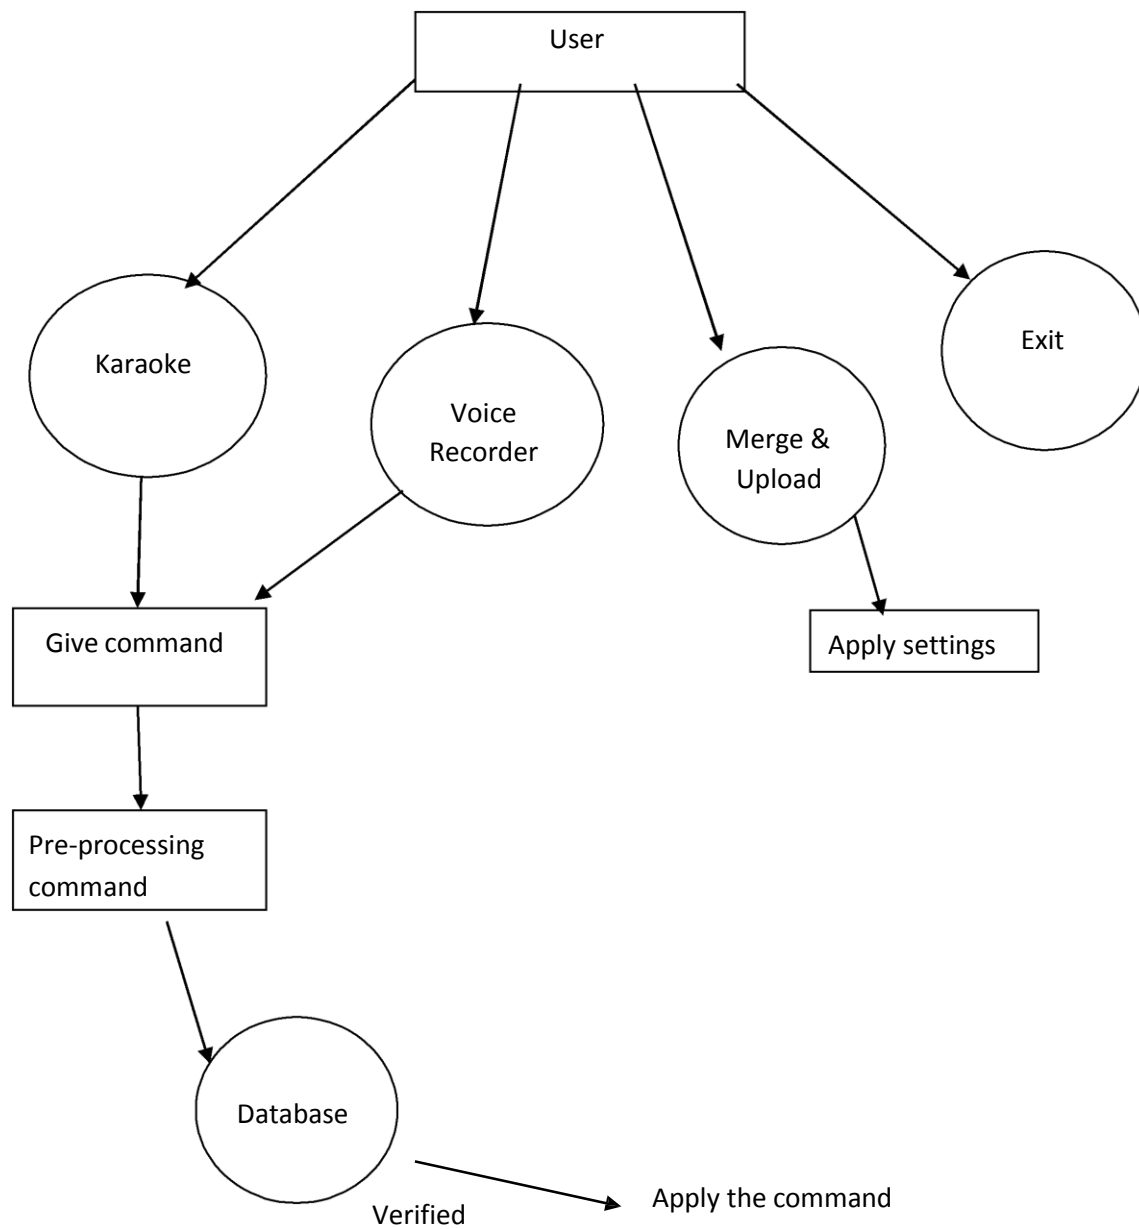 User
Karaoke
Voice
Recorder
Merge &
Upload
Exit
Give command
Apply settings
Pre-processing
command
Database
Verified
Apply the command